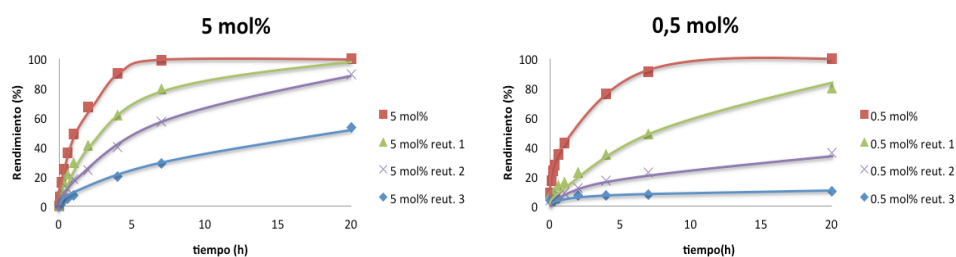 5 mol%
Rendimiento (%)
100
80
60
40
20
0
0
5
10
15
20
tiempo (h)
5 mol%
5 mol% reut. 1
5 mol% reut. 2
5 mol% reut. 3
0,5 mol%
Rendimiento (%)
100
80
60
40
20
0
0
5
10
15
20
tiempo(h)
0.5 mol%
0.5 mol% reut. 1
0.5 mol% reut. 2
0.5 mol% reut. 3